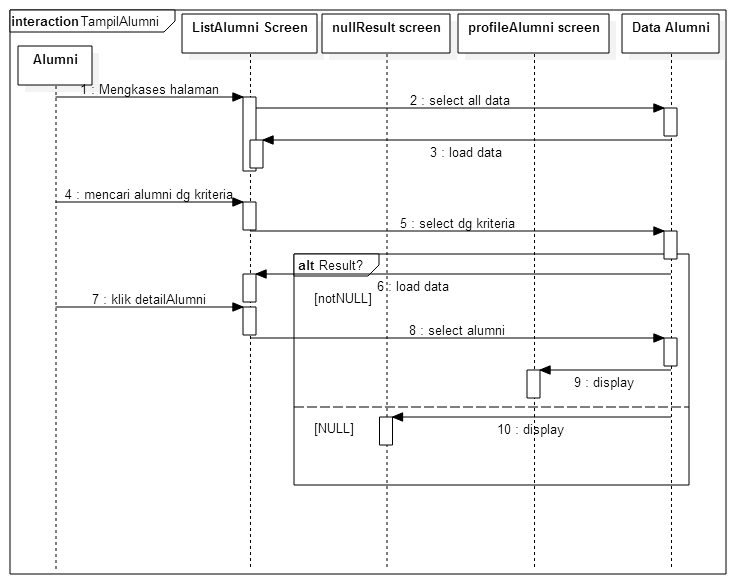 interaction TampilAlumni
ListAlumni Screen
nullResult screen
profileAlumni screen
Data Alumni
Alumni
1 : Mengkases halaman
2 : select all data
3 : load data
4 : mencari alumni dg kriteria
5 : select dg kriteria
alt Result?
6 : load data
[notNULL]
7 : klik detailAlumni
8 : select alumni
9 : display
[NULL]
10 : display